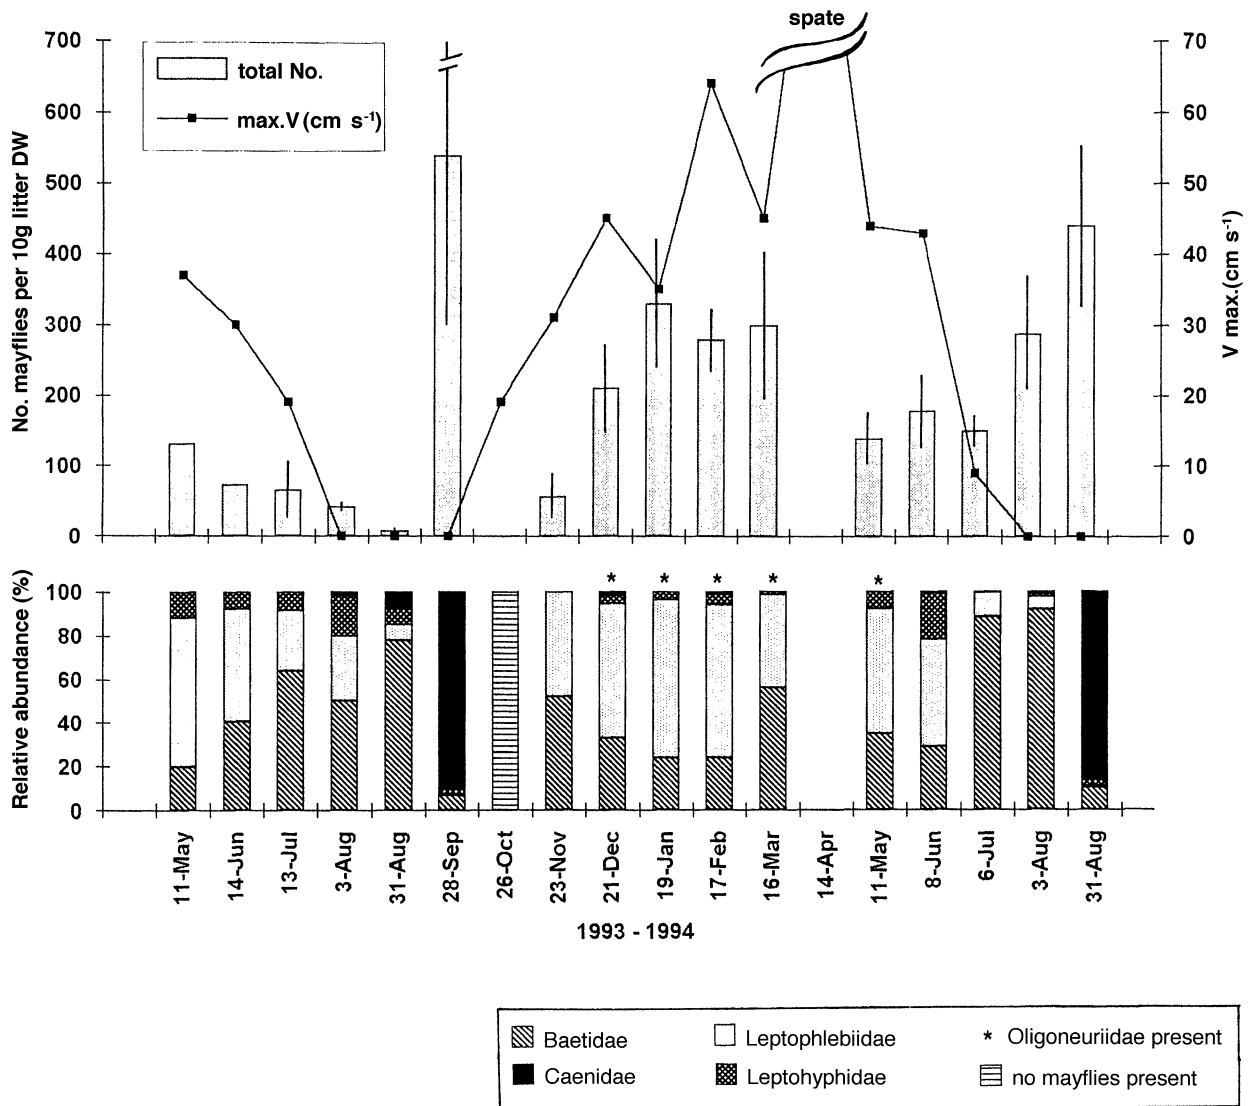 spate
700
600
500
400
300
200
100
0
No. mayflies per 10g litter DW
total No.
max.V (cm s-1)
70
60
50
40
30
20
10
0
V max.(cm s-1)
* * * * *
100
80
60
40
20
0
Relative abundance (%)
11-May
14-Jun
13-Jul
3-Aug
31-Aug
28-Sep
26-Oct
23-Nov
21-Dec
19-Jan
17-Feb
16-Mar
14-Apr
11-May
8-Jun
6-Jul
3-Aug
31-Aug
1993 - 1994
Baetidae
Leptophlebiidae
* Oligoneuriidae present
Caenidae
Leptohyphidae
no mayflies present